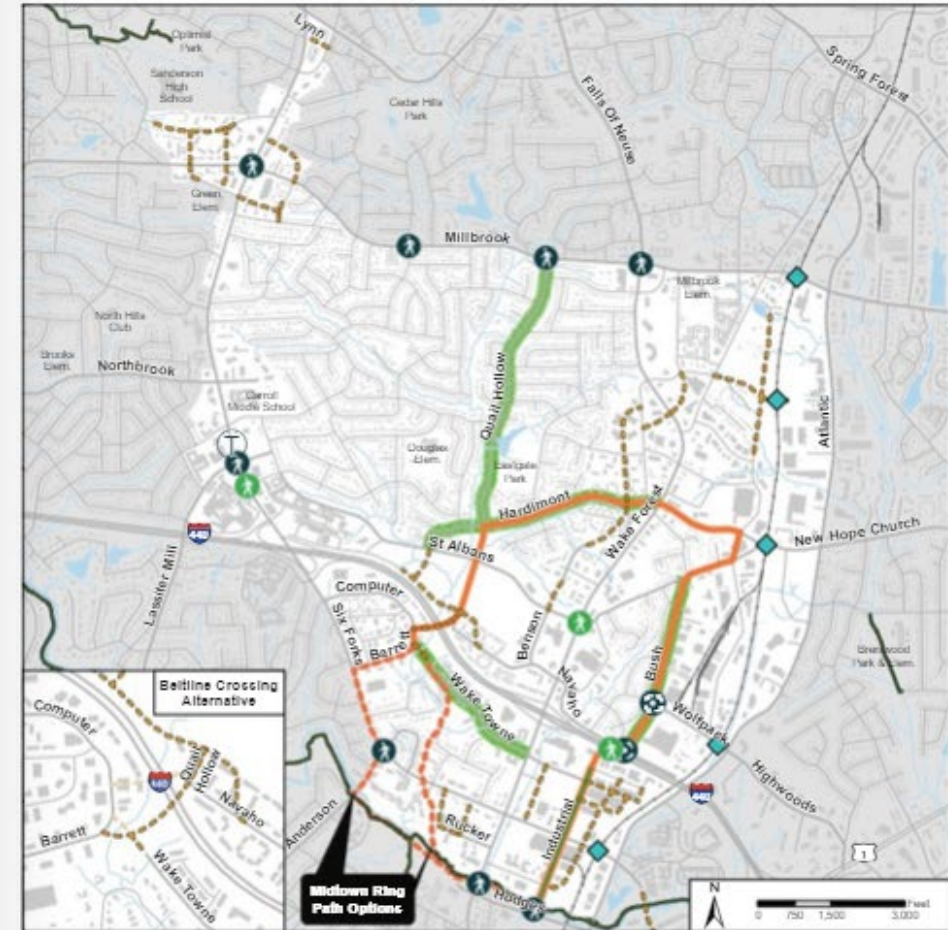 Lynn
Optimist
Park
Sanderson
High
School
Cedar Hills
Park
Falls Of Neuse
Spring Forest
Green
Elem.
Millbrook
Millbrook
Elem.
North Hills
Club
Brooks
Elem.
Northbrook
Carroll
Middle School
Quail Hollow
Atlantic
Douglas
Elem.
Eastgate
Park
Hardimont
Wake Forest
New Hope Church
St Albans
440
Lassiter Mill
Computer
Six Forks
Barrett
Benson
Navaho
Bush
Brentwood
Park & Elem.
Wake Towne
Wolfpack
Highwoods
440
Beltline Crossing
Alternative
Computer
440
Quail
Hollow
Navaho
Barrett
Wake Towne
Anderson
Rucker
Industrial
Hodges
1
Midtown Ring
Path Options
N
Feet
0 750 1,500 3,000